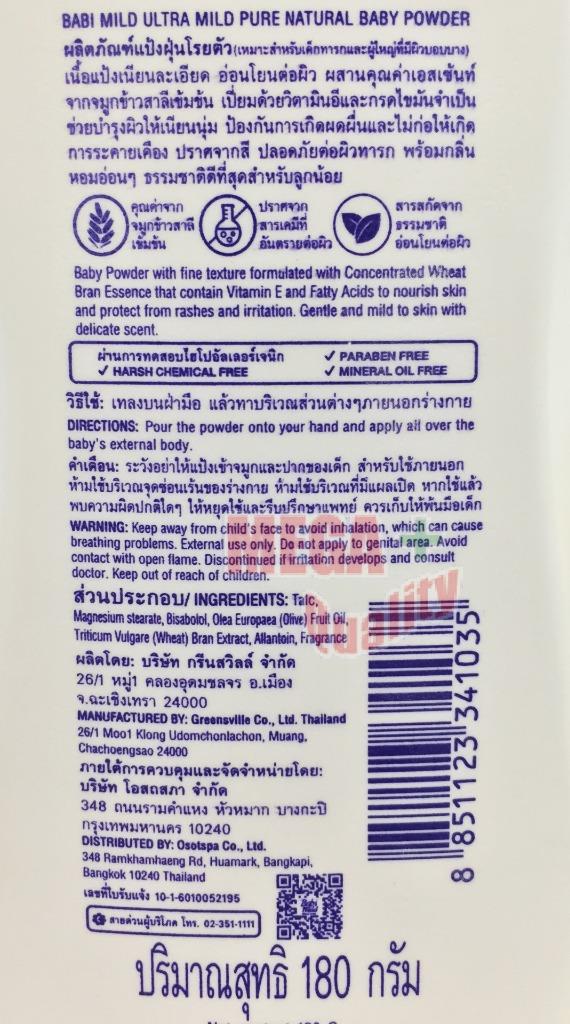 BABI MILD ULTRA MILD PURE NATURAL BABY POWDER
ผลิตภัณฑ์แป้งฝุ่นโรยตัว(เหมาะสำหรับเด็กทารกและผู้ใหญ่ที่มีผิวบอบบาง)
เนื้อแป้งเนียนละเอียด อ่อนโยนต่อผิว ผสานคุณค่าเอสเซ้นท์
จากจมูกข้าวสาลีเข้มข้น เปี่ยมด้วยวิตามินอีและกรดไขมันจำเป็น
ช่วยบำรุงผิวให้เนียนนุ่ม ป้องกันการเกิดผดผื่นและไม่ก่อให้เกิด
การระคายเคือง ปราศจากสี ปลอดภัยต่อผิวทารก พร้อมกลิ่น
หอมอ่อนๆ ธรรมชาติดีที่สุดสำหรับลูกน้อย
คุณค่าจาก
จมูกข้าวสาลี
เข้มข้น
ปราศจาก
สารเคมีที่
อันตรายต่อผิว
สารสกัดจาก
ธรรมชาติ
อ่อนโยนต่อผิว
Baby Powder with fine texture formulated with Concentrated Wheat
Bran Essence that contain Vitamin E and Fatty Acids to nourish skin
and protect from rashes and irritation. Gentle and mild to skin with
delicate scent.
ผ่านการทดสอบไฮโปอัลเลอร์เจนิก ✓ PARABEN FREE
✓ HARSH CHEMICAL FREE ✓ MINERAL OIL FREE
วิธีใช้: เทลงบนฝ่ามือ แล้วทาบริเวณส่วนต่างๆภายนอกร่างกาย
DIRECTIONS: Pour the powder onto your hand and apply all over the
baby's external body.
คำเตือน: ระวังอย่าให้แป้งเข้าจมูกและปากของเด็ก สำหรับใช้ภายนอก
ห้ามใช้บริเวณจุดซ่อนเร้นของร่างกาย ห้ามใช้บริเวณที่มีแผลเปิด หากใช้แล้ว
พบความผิดปกติใดๆ ให้หยุดใช้และรีบปรึกษาแพทย์ ควรเก็บให้พ้นมือเด็ก
WARNING: Keep away from child's face to avoid inhalation, which can cause
breathing problems. External use only. Do not apply to genital area. Avoid
contact with open flame. Discontinued if irritation develops and consult
doctor. Keep out of reach of children.
MEGA +
Quality
ส่วนประกอบ/ INGREDIENTS: Talc,
Magnesium stearate, Bisabolol, Olea Europaea (Olive) Fruit Oil,
Triticum Vulgare (Wheat) Bran Extract, Allantoin, Fragrance
ผลิตโดย: บริษัท กรีนสวิลล์ จำกัด
26/1 หมู่1 คลองอุดมชลจร อ.เมือง
จ.ฉะเชิงเทรา 24000
MANUFACTURED BY: Greensville Co., Ltd. Thailand
26/1 Moo1 Klong Udomchonlachon, Muang,
Chachoengsao 24000
ภายใต้การควบคุมและจัดจำหน่ายโดย:
บริษัท โอสถสภา จำกัด
348 ถนนรามคำแหง หัวหมาก บางกะปิ
กรุงเทพมหานคร 10240
DISTRIBUTED BY: Osotspa Co., Ltd.
348 Ramkhamhaeng Rd, Huamark, Bangkapi,
Bangkok 10240 Thailand
เลขที่ใบรับแจ้ง 10-1-6010052195
สายด่วนผู้บริโภค โทร. 02-351-1111
8 851123 341035
ปริมาณสุทธิ 180 กรัม